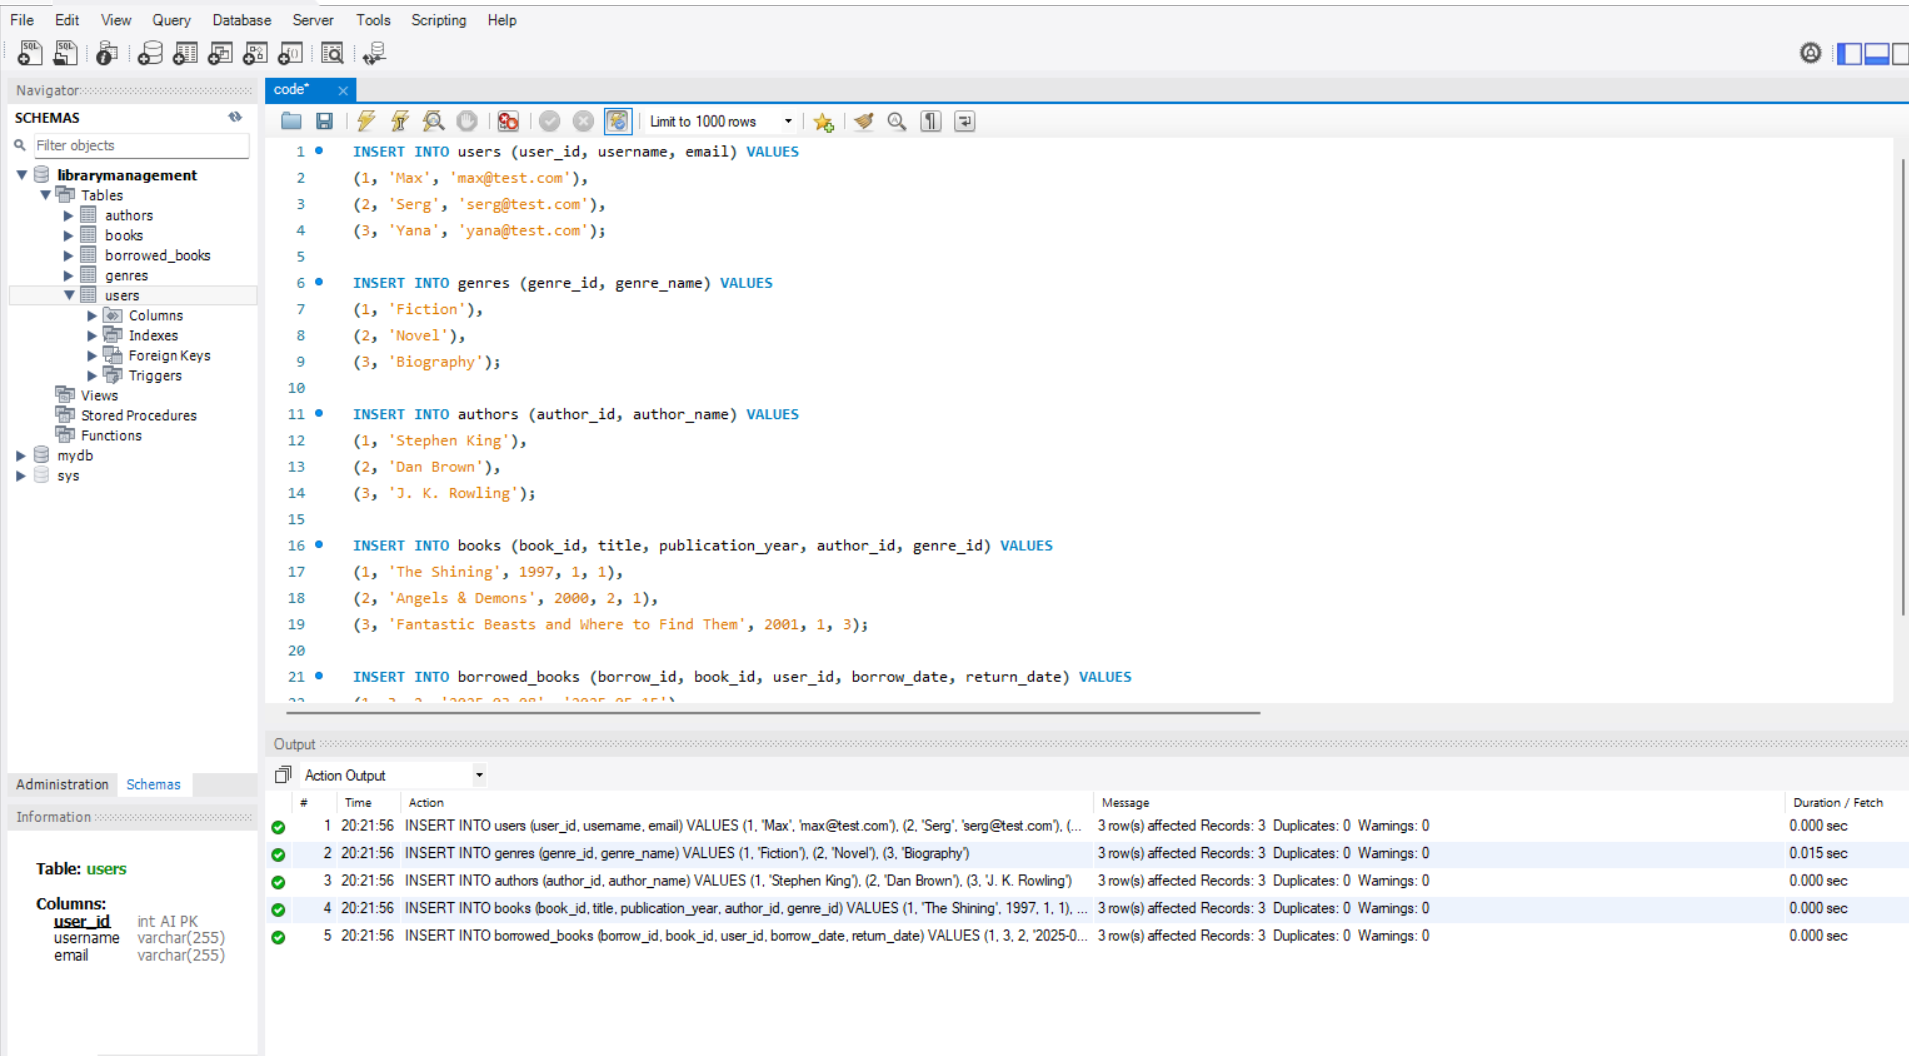 File Edit View Query Database Server Tools Scripting Help
Navigator
SCHEMAS
Filter objects
librarymanagement
Tables
authors
books
borrowed_books
genres
users
Columns
Indexes
Foreign Keys
Triggers
Views
Stored Procedures
Functions
mydb
sys
Administration Schemas
Information
Table: users
Columns:
user_id int AI PK
username varchar(255)
email varchar(255)
code*
Limit to 1000 rows
1 INSERT INTO users (user_id, username, email) VALUES
2 (1, 'Max', 'max@test.com'),
3 (2, 'Serg', 'serg@test.com'),
4 (3, 'Yana', 'yana@test.com');
5
6 INSERT INTO genres (genre_id, genre_name) VALUES
7 (1, 'Fiction'),
8 (2, 'Novel'),
9 (3, 'Biography');
10
11 INSERT INTO authors (author_id, author_name) VALUES
12 (1, 'Stephen King'),
13 (2, 'Dan Brown'),
14 (3, 'J. K. Rowling');
15
16 INSERT INTO books (book_id, title, publication_year, author_id, genre_id) VALUES
17 (1, 'The Shining', 1997, 1, 1),
18 (2, 'Angels & Demons', 2000, 2, 1),
19 (3, 'Fantastic Beasts and Where to Find Them', 2001, 1, 3);
20
21 INSERT INTO borrowed_books (borrow_id, book_id, user_id, borrow_date, return_date) VALUES
Output
Action Output
# Time Action Message Duration / Fetch
1 20:21:56 INSERT INTO users (user_id, username, email) VALUES (1, 'Max', 'max@test.com'), (2, 'Serg', 'serg@test.com'), (... 3 row(s) affected Records: 3 Duplicates: 0 Warnings: 0 0.000 sec
2 20:21:56 INSERT INTO genres (genre_id, genre_name) VALUES (1, 'Fiction'), (2, 'Novel'), (3, 'Biography') 3 row(s) affected Records: 3 Duplicates: 0 Warnings: 0 0.015 sec
3 20:21:56 INSERT INTO authors (author_id, author_name) VALUES (1, 'Stephen King'), (2, 'Dan Brown'), (3, 'J. K. Rowling') 3 row(s) affected Records: 3 Duplicates: 0 Warnings: 0 0.000 sec
4 20:21:56 INSERT INTO books (book_id, title, publication_year, author_id, genre_id) VALUES (1, 'The Shining', 1997, 1, 1), ... 3 row(s) affected Records: 3 Duplicates: 0 Warnings: 0 0.000 sec
5 20:21:56 INSERT INTO borrowed_books (borrow_id, book_id, user_id, borrow_date, return_date) VALUES (1, 3, 2, '2025-0... 3 row(s) affected Records: 3 Duplicates: 0 Warnings: 0 0.000 sec